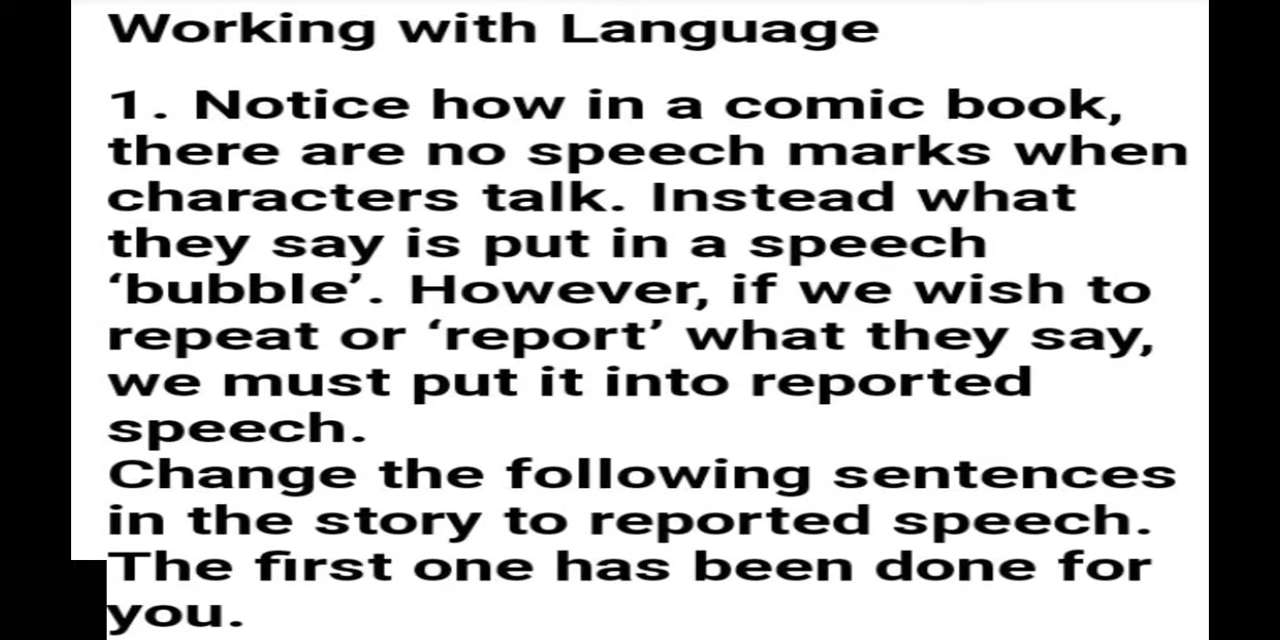 Working with Language
1. Notice how in a comic book,
there are no speech marks when
characters talk. Instead what
they say is put in a speech
‘bubble’. However, if we wish to
repeat or ‘report’ what they say,
we must put it into reported
speech.
Change the following sentences
in the story to reported speech.
The first one has been done for
you.